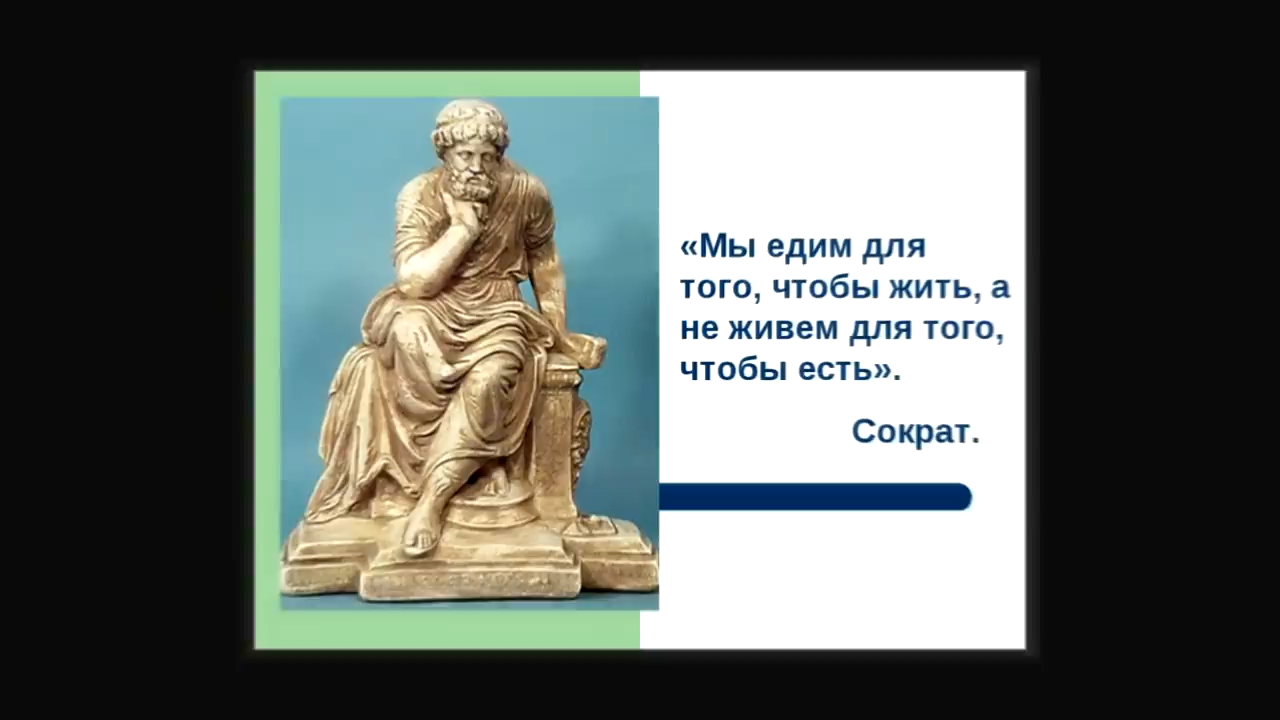 «Мы едим для
того, чтобы жить, а
не живем для того,
чтобы есть».
Сократ.